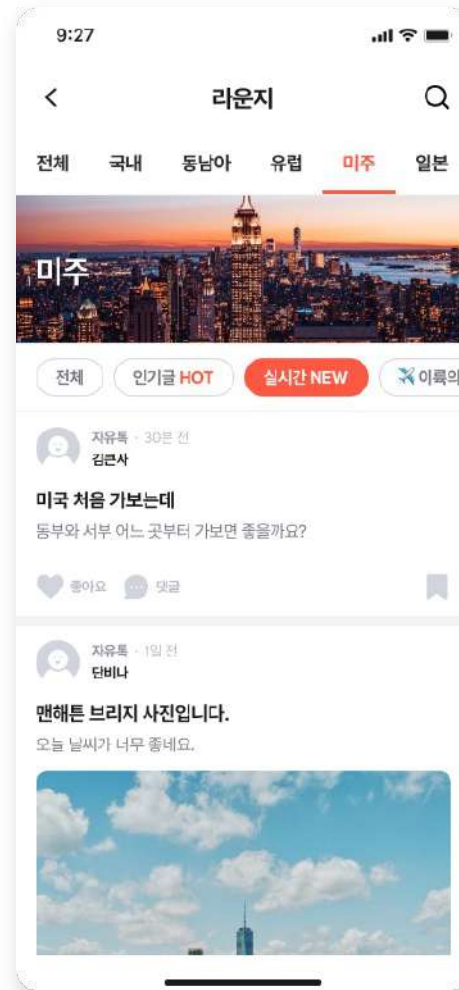 9:27
라운지
전체 국내 동남아 유럽 미주 일본
미주
전체 인기글 HOT 실시간 NEW 이륙의
자유톡 · 30분 전
김큰사
미국 처음 가보는데
동부와 서부 어느 곳부터 가보면 좋을까요?
좋아요 댓글
자유톡 · 1일 전
단비나
맨해튼 브리지 사진입니다.
오늘 날씨가 너무 좋네요.